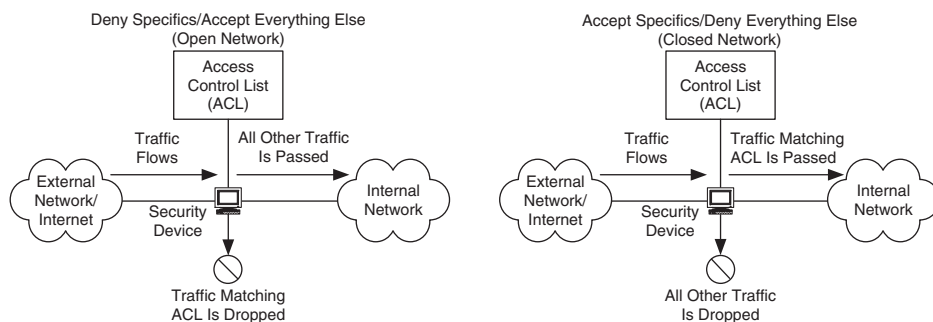 Deny Specifics/Accept Everything Else
(Open Network)
Access
Control List
(ACL)
Traffic
Flows
All Other Traffic
Is Passed
External
Network/
Internet
Security
Device
Internal
Network
Traffic Matching
ACL Is Dropped
Accept Specifics/Deny Everything Else
(Closed Network)
Access
Control List
(ACL)
Traffic
Flows
Traffic Matching
ACL Is Passed
External
Network/
Internet
Security
Device
Internal
Network
All Other Traffic
Is Dropped